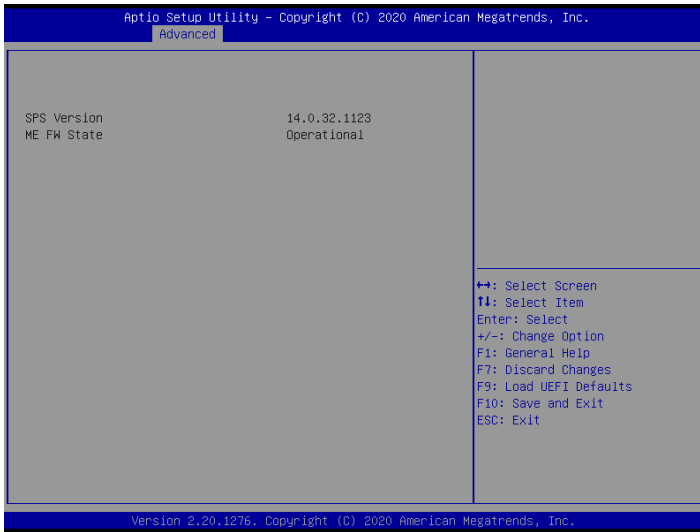 Aptio Setup Utility – Copyright (C) 2020 American Megatrends, Inc.
Advanced
SPS Version 14.0.32.1123
ME FW State Operational
↔: Select Screen
↑↓: Select Item
Enter: Select
+/-: Change Option
F1: General Help
F7: Discard Changes
F9: Load UEFI Defaults
F10: Save and Exit
ESC: Exit
Version 2.20.1276. Copyright (C) 2020 American Megatrends, Inc.